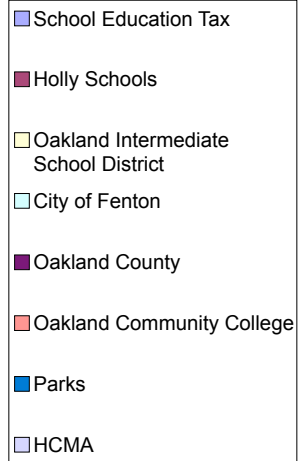 School Education Tax
Holly Schools
Oakland Intermediate
School District
City of Fenton
Oakland County
Oakland Community College
Parks
HCMA